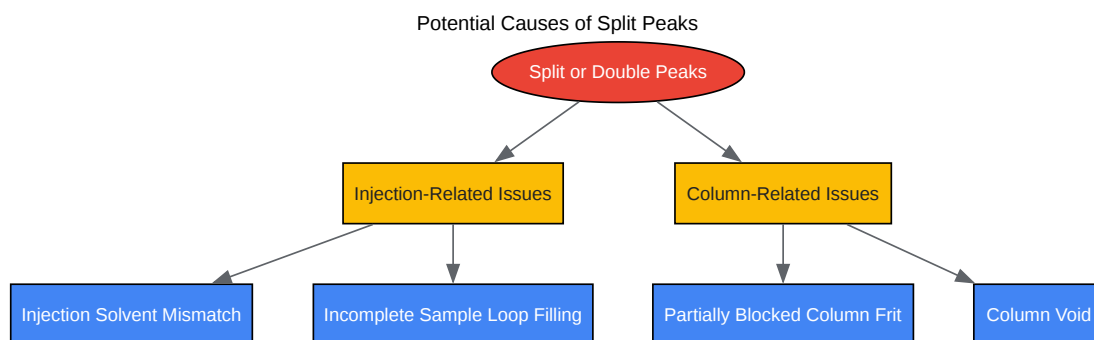 Potential Causes of Split Peaks
Split or Double Peaks
Injection-Related Issues
Column-Related Issues
Injection Solvent Mismatch
Incomplete Sample Loop Filling
Partially Blocked Column Frit
Column Void